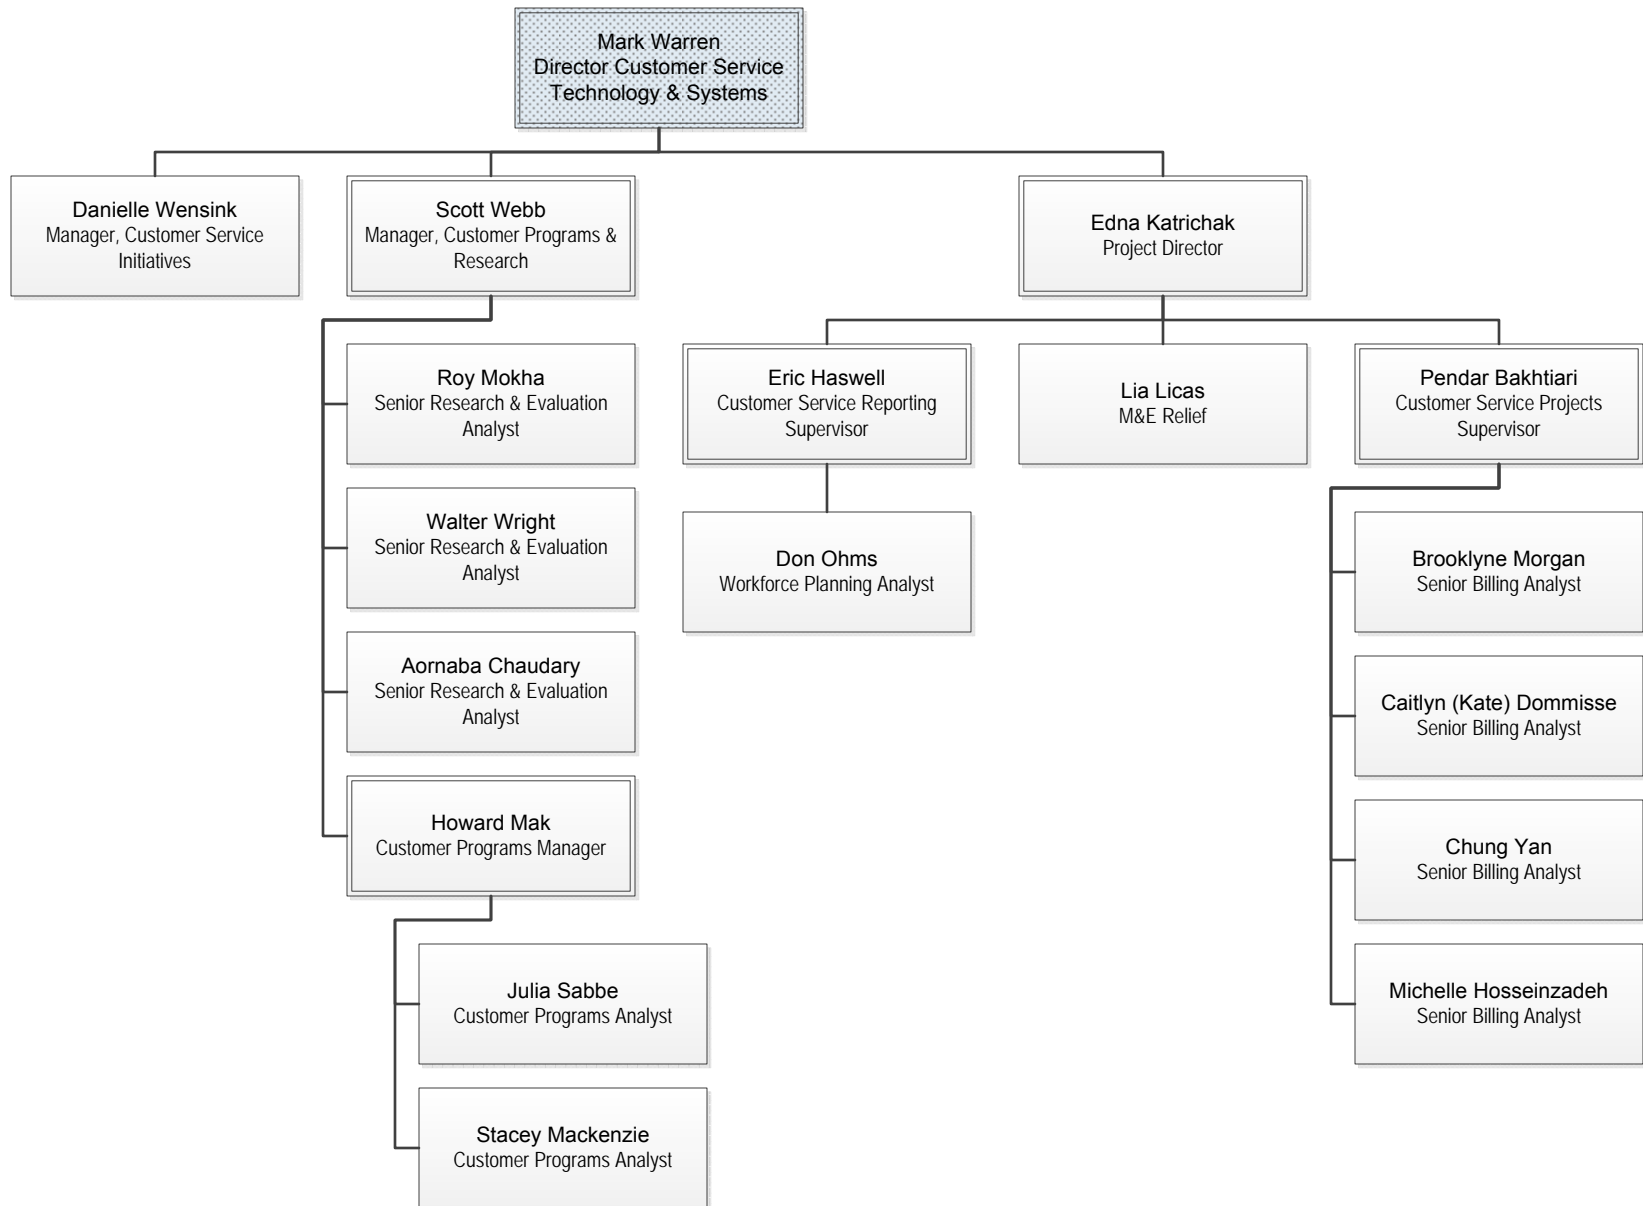 Mark Warren
Director Customer Service
Technology & Systems
Danielle Wensink
Manager, Customer Service
Initiatives
Scott Webb
Manager, Customer Programs &
Research
Edna Katrichak
Project Director
Roy Mokha
Senior Research & Evaluation
Analyst
Eric Haswell
Customer Service Reporting
Supervisor
Lia Licas
M&E Relief
Pendar Bakhtiari
Customer Service Projects
Supervisor
Walter Wright
Senior Research & Evaluation
Analyst
Don Ohms
Workforce Planning Analyst
Brooklyne Morgan
Senior Billing Analyst
Aornaba Chaudary
Senior Research & Evaluation
Analyst
Caitlyn (Kate) Dommisse
Senior Billing Analyst
Howard Mak
Customer Programs Manager
Chung Yan
Senior Billing Analyst
Julia Sabbe
Customer Programs Analyst
Michelle Hosseinzadeh
Senior Billing Analyst
Stacey Mackenzie
Customer Programs Analyst